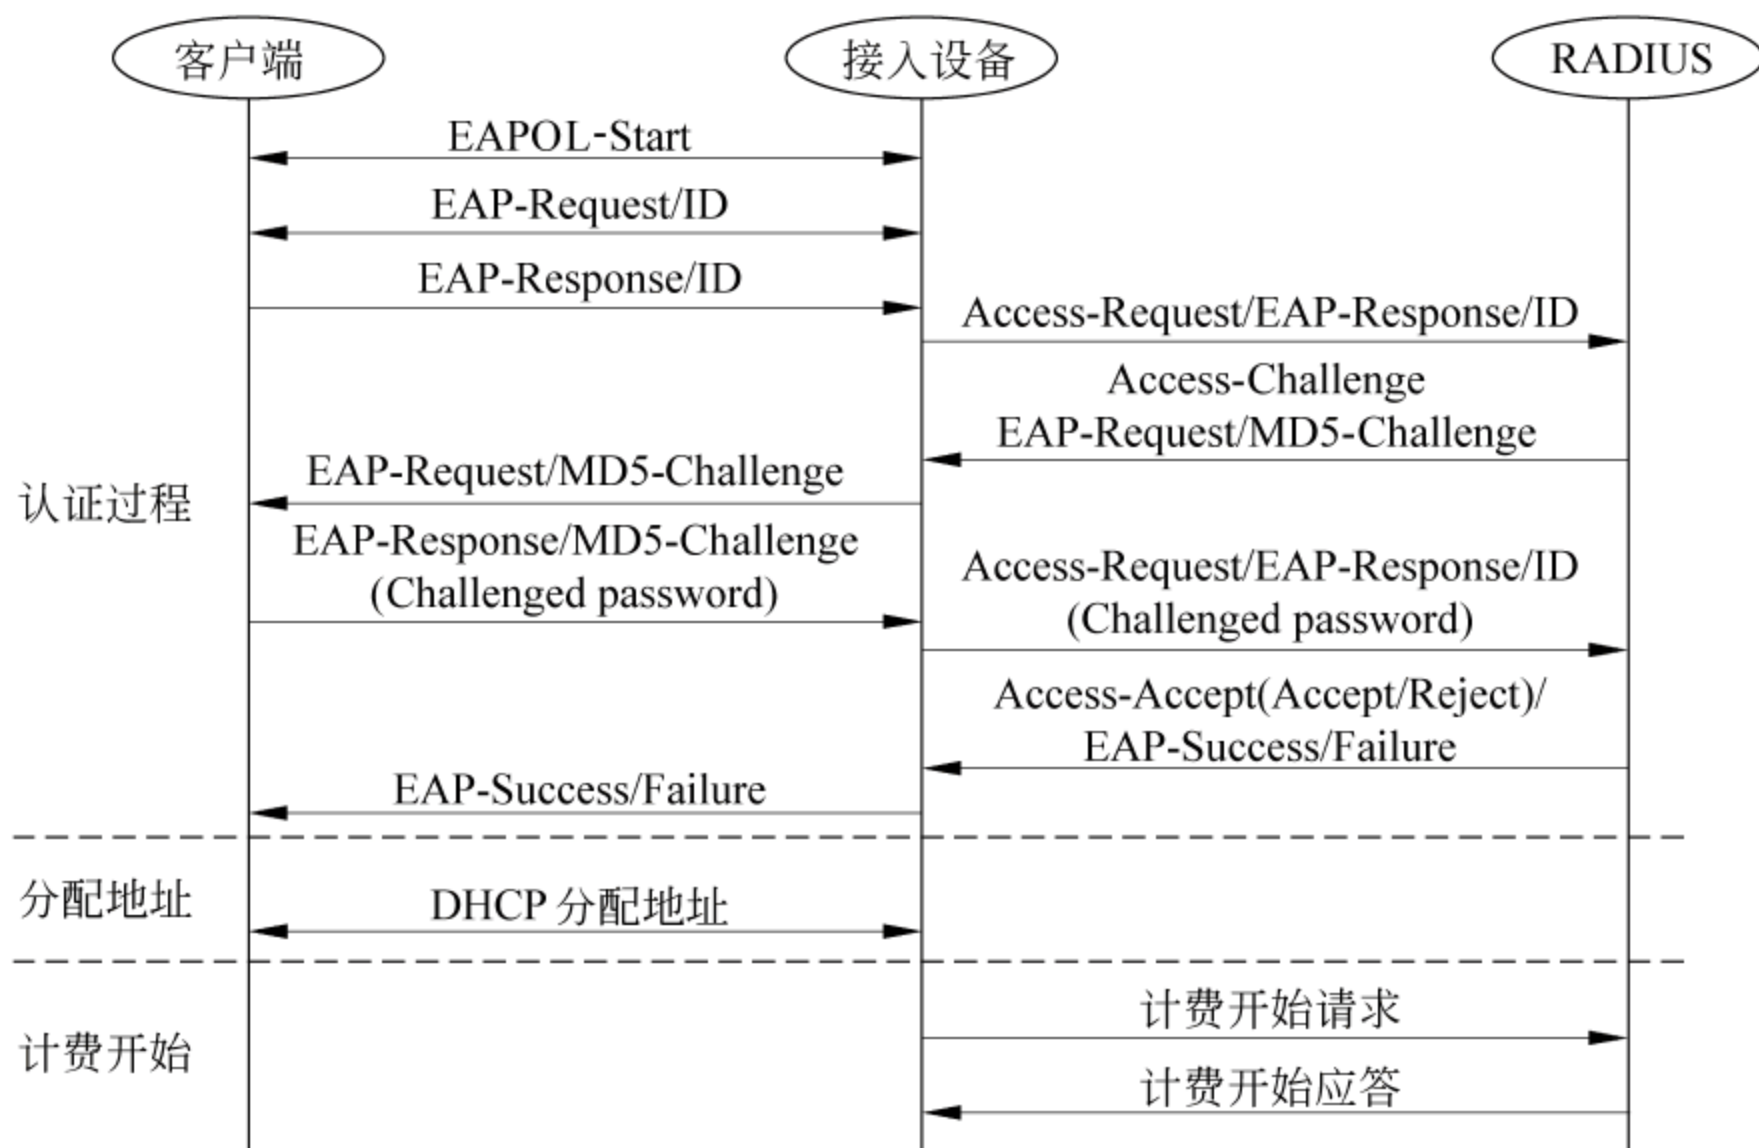 客户端
接入设备
RADIUS
EAPOL-Start
EAP-Request/ID
EAP-Response/ID
Access-Request/EAP-Response/ID
Access-Challenge
EAP-Request/MD5-Challenge
EAP-Request/MD5-Challenge
认证过程
EAP-Response/MD5-Challenge
(Challenged password)
Access-Request/EAP-Response/ID
(Challenged password)
Access-Accept(Accept/Reject)/
EAP-Success/Failure
EAP-Success/Failure
分配地址
DHCP 分配地址
计费开始
计费开始请求
计费开始应答